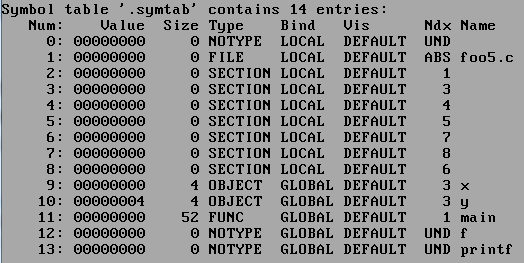 Symbol table '.symtab' contains 14 entries:
   Num:    Value  Size Type    Bind   Vis      Ndx Name
     0: 00000000     0 NOTYPE  LOCAL  DEFAULT  UND
     1: 00000000     0 FILE    LOCAL  DEFAULT  ABS foo5.c
     2: 00000000     0 SECTION LOCAL  DEFAULT    1
     3: 00000000     0 SECTION LOCAL  DEFAULT    3
     4: 00000000     0 SECTION LOCAL  DEFAULT    4
     5: 00000000     0 SECTION LOCAL  DEFAULT    5
     6: 00000000     0 SECTION LOCAL  DEFAULT    7
     7: 00000000     0 SECTION LOCAL  DEFAULT    8
     8: 00000000     0 SECTION LOCAL  DEFAULT    6
     9: 00000000     4 OBJECT  GLOBAL DEFAULT    3 x
    10: 00000004     4 OBJECT  GLOBAL DEFAULT    3 y
    11: 00000000    52 FUNC    GLOBAL DEFAULT    1 main
    12: 00000000     0 NOTYPE  GLOBAL DEFAULT  UND f
    13: 00000000     0 NOTYPE  GLOBAL DEFAULT  UND printf